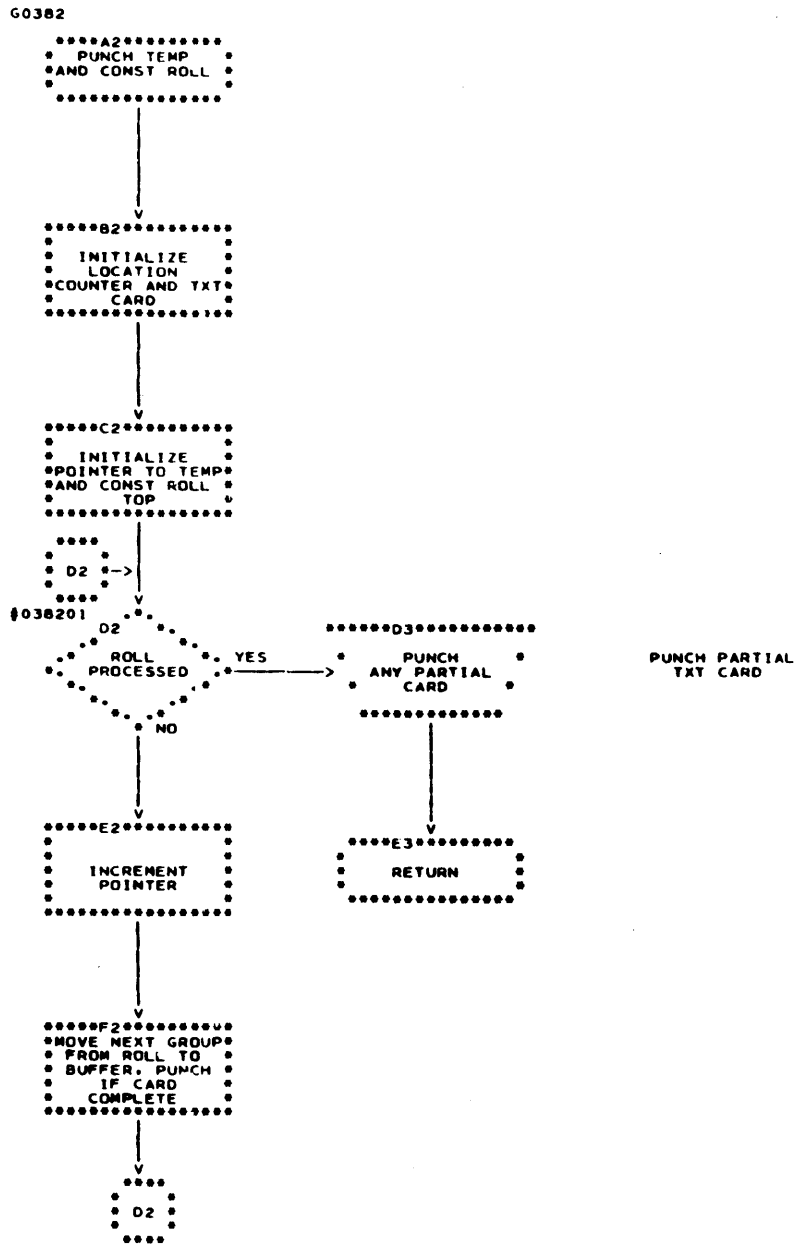 G0382
A2
PUNCH TEMP
AND CONST ROLL
B2
INITIALIZE
LOCATION
COUNTER AND TXT
CARD
C2
INITIALIZE
POINTER TO TEMP
AND CONST ROLL
TOP
D2
#038201
D2
ROLL
PROCESSED
YES
NO
D3
PUNCH
ANY PARTIAL
CARD
PUNCH PARTIAL
TXT CARD
E2
INCREMENT
POINTER
E3
RETURN
F2
MOVE NEXT GROUP
FROM ROLL TO
BUFFER. PUNCH
IF CARD
COMPLETE
D2